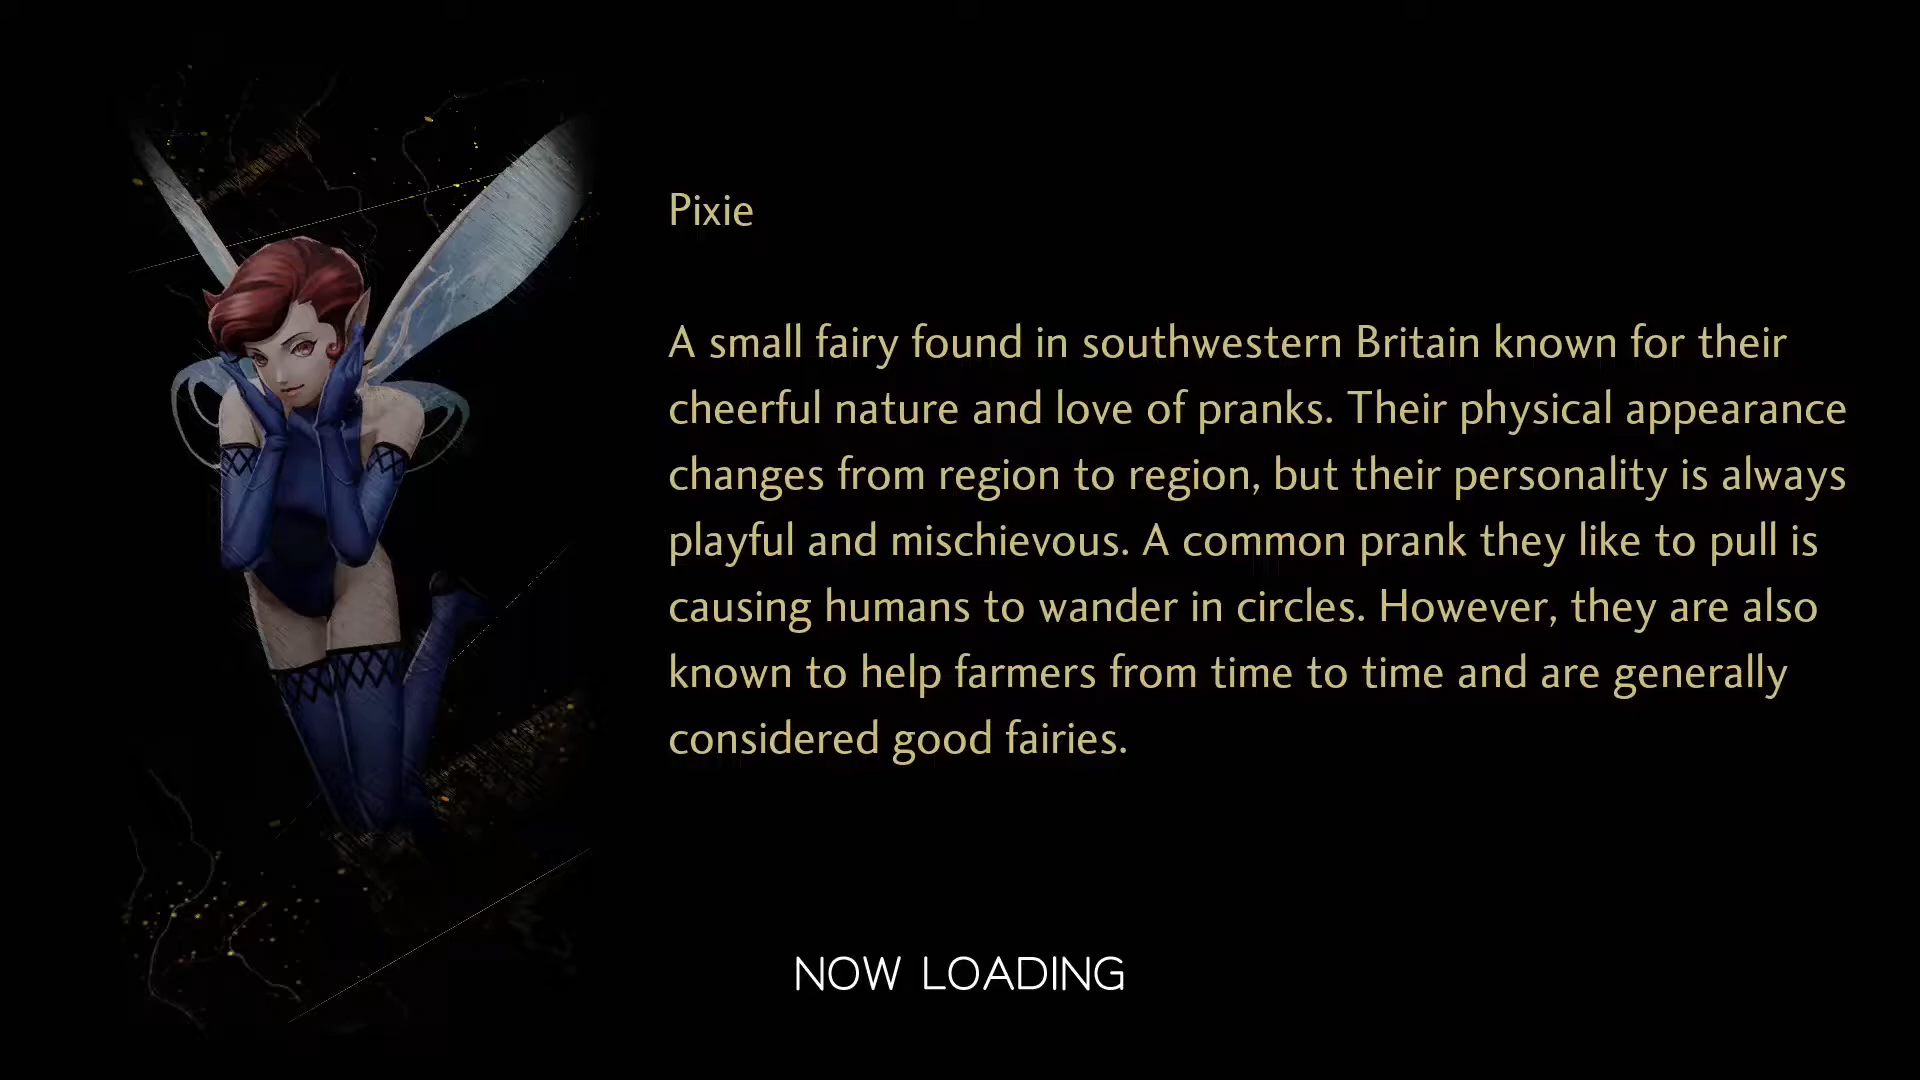 Pixie
A small fairy found in southwestern Britain known for their
cheerful nature and love of pranks. Their physical appearance
changes from region to region, but their personality is always
playful and mischievous. A common prank they like to pull is
causing humans to wander in circles. However, they are also
known to help farmers from time to time and are generally
considered good fairies.
NOW LOADING